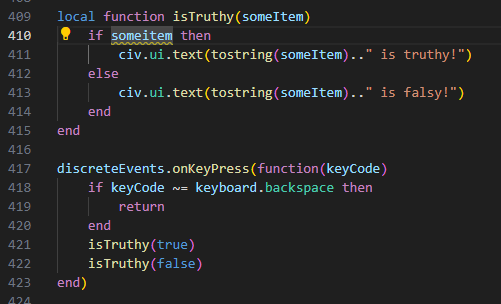 409 local function isTruthy(someItem)
410     if someitem then
411         civ.ui.text(tostring(someItem).." is truthy!")
412     else
413         civ.ui.text(tostring(someItem).." is falsy!")
414     end
415 end
416
417 discreteEvents.onKeyPress(function(keyCode)
418     if keyCode ~= keyboard.backspace then
419         return
420     end
421     isTruthy(true)
422     isTruthy(false)
423 end)
424